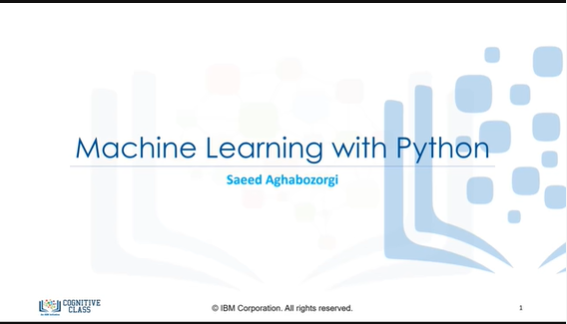 Machine Learning with Python
Saeed Aghabozorgi
COGNITIVE
CLASS
© IBM Corporation. All rights reserved.
1